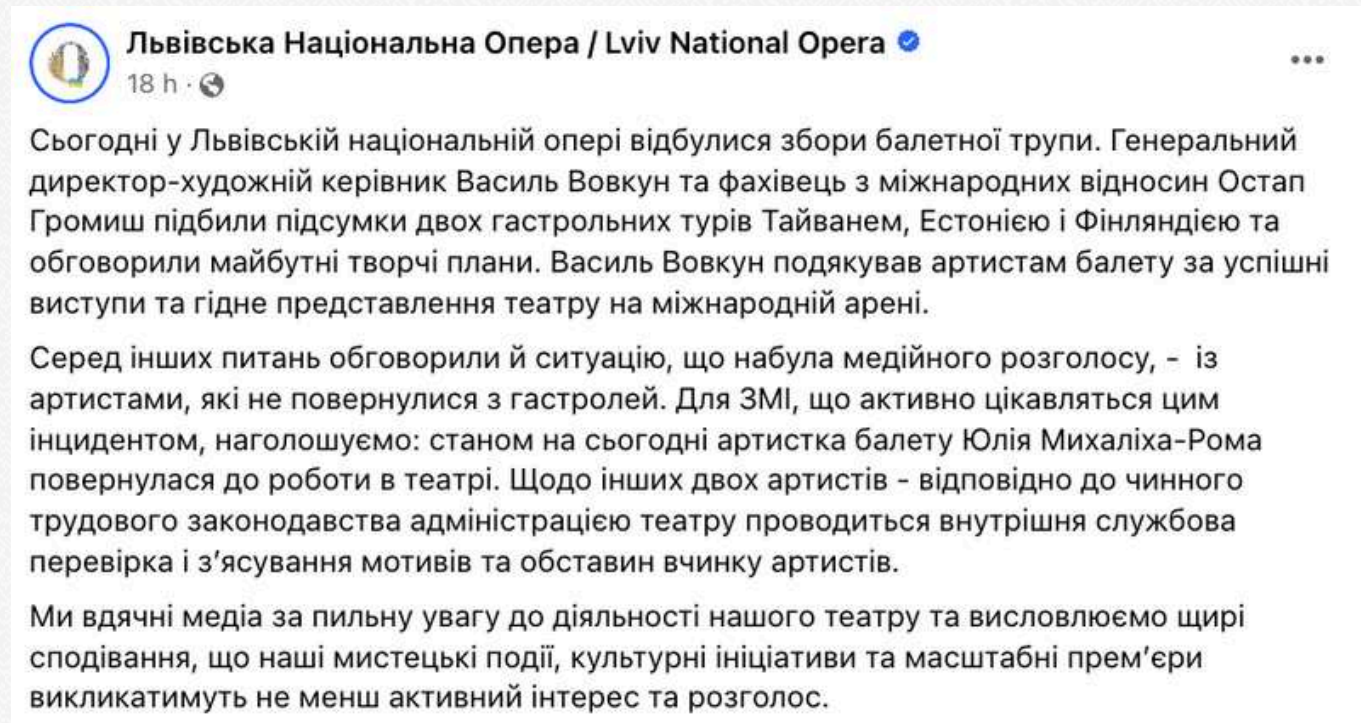 Львівська Національна Опера / Lviv National Opera
18 h ·
Сьогодні у Львівській національній опері відбулися збори балетної трупи. Генеральний
директор-художній керівник Василь Вовкун та фахівець з міжнародних відносин Остап
Громиш підбили підсумки двох гастрольних турів Тайванем, Естонією і Фінляндією та
обговорили майбутні творчі плани. Василь Вовкун подякував артистам балету за успішні
виступи та гідне представлення театру на міжнародній арені.
Серед інших питань обговорили й ситуацію, що набула медійного розголосу, -  із
артистами, які не повернулися з гастролей. Для ЗМІ, що активно цікавляться цим
інцидентом, наголошуємо: станом на сьогодні артистка балету Юлія Михаліха-Рома
повернулася до роботи в театрі. Щодо інших двох артистів - відповідно до чинного
трудового законодавства адміністрацією театру проводиться внутрішня службова
перевірка і з’ясування мотивів та обставин вчинку артистів.
Ми вдячні медіа за пильну увагу до діяльності нашого театру та висловлюємо щирі
сподівання, що наші мистецькі події, культурні ініціативи та масштабні прем’єри
викликатимуть не менш активний інтерес та розголос.